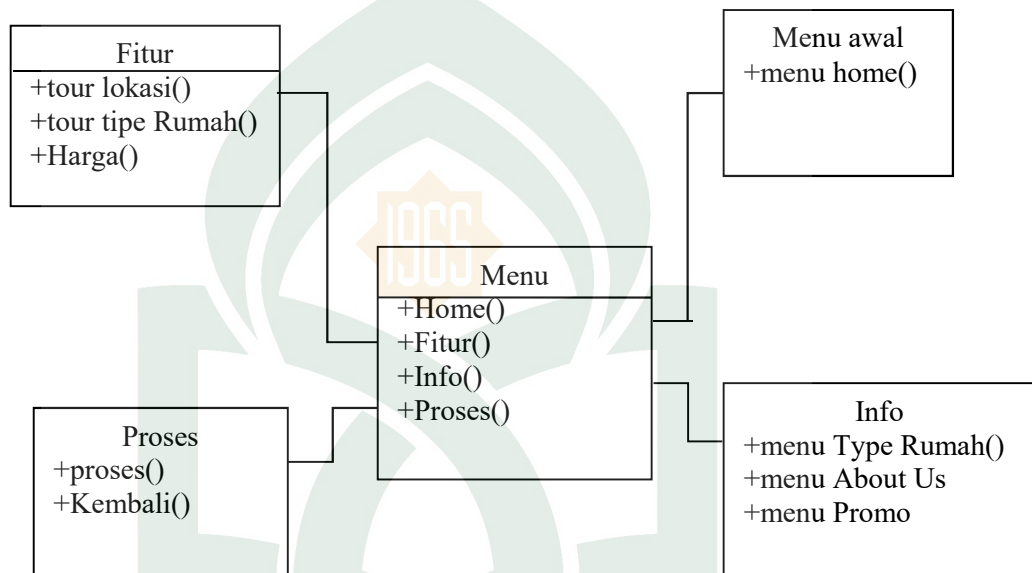 Fitur
+tour lokasi()
+tour tipe Rumah()
+Harga()
Menu awal
+menu home()
1965
Menu
+Home()
+Fitur()
+Info()
+Proses()
Proses
+proses()
+Kembali()
Info
+menu Type Rumah()
+menu About Us
+menu Promo